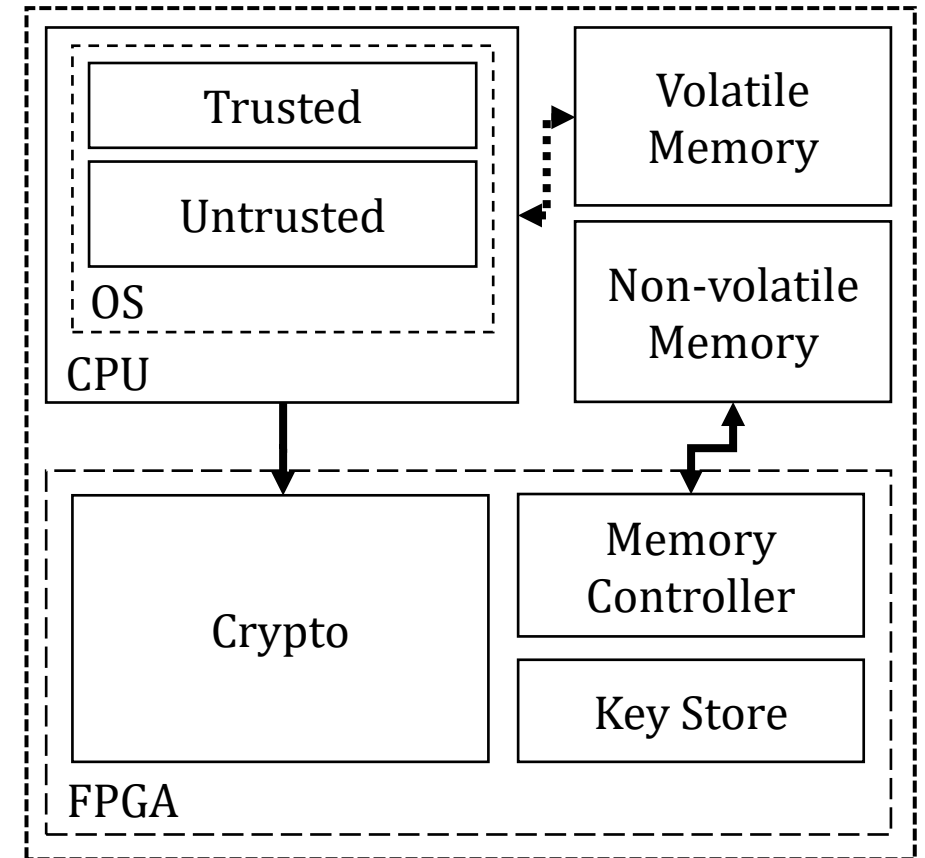 Trusted
Untrusted
OS
CPU
Volatile
Memory
Non-volatile
Memory
Crypto
Memory
Controller
Key Store
FPGA